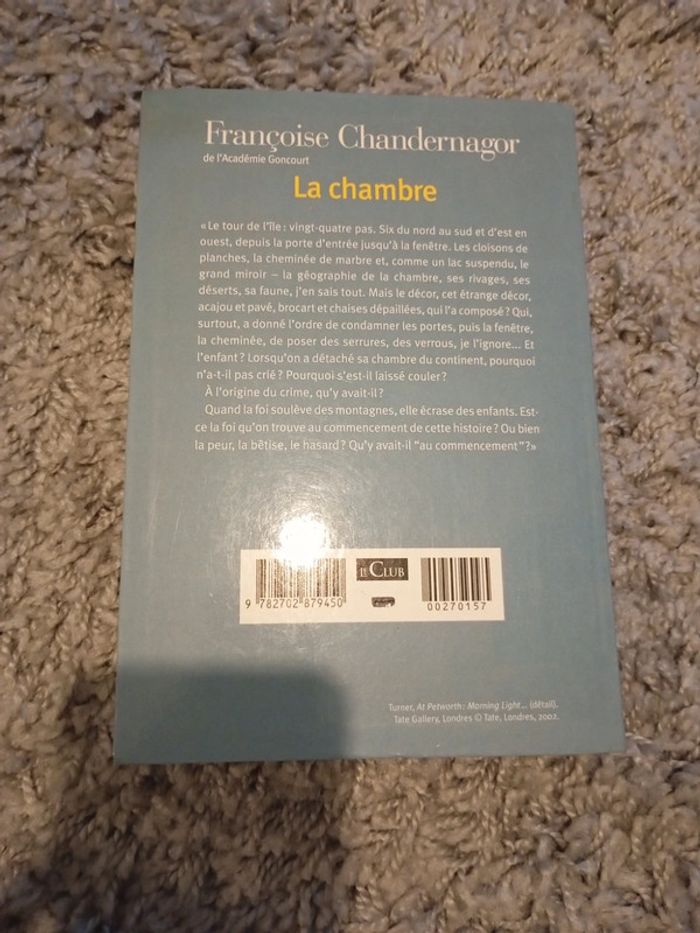 Françoise Chandernagor
de l'Académie Goncourt
La chambre
« Le tour de l'île : vingt-quatre pas. Six du nord au sud et d'est en
ouest, depuis la porte d'entrée jusqu'à la fenêtre. Les cloisons de
planches, la cheminée de marbre et, comme un lac suspendu, le
grand miroir – la géographie de la chambre, ses rivages, ses
déserts, sa faune, j'en sais tout. Mais le décor, cet étrange décor,
acajou et pavé, brocart et chaises dépaillées, qui l'a composé ? Qui,
surtout, a donné l'ordre de condamner les portes, puis la fenêtre,
la cheminée, de poser des serrures, des verrous, je l'ignore... Et
l'enfant ? Lorsqu'on a détaché sa chambre du continent, pourquoi
n'a-t-il pas crié ? Pourquoi s'est-il laissé couler ?
À l'origine du crime, qu'y avait-il ?
Quand la foi soulève des montagnes, elle écrase des enfants. Est-
ce la foi qu'on trouve au commencement de cette histoire ? Ou bien
la peur, la bêtise, le hasard ? Qu'y avait-il "au commencement" ? »
LE CLUB
9 782702 879450
00270157
Turner, At Petworth : Morning Light... (détail).
Tate Gallery, Londres © Tate, Londres, 2002.